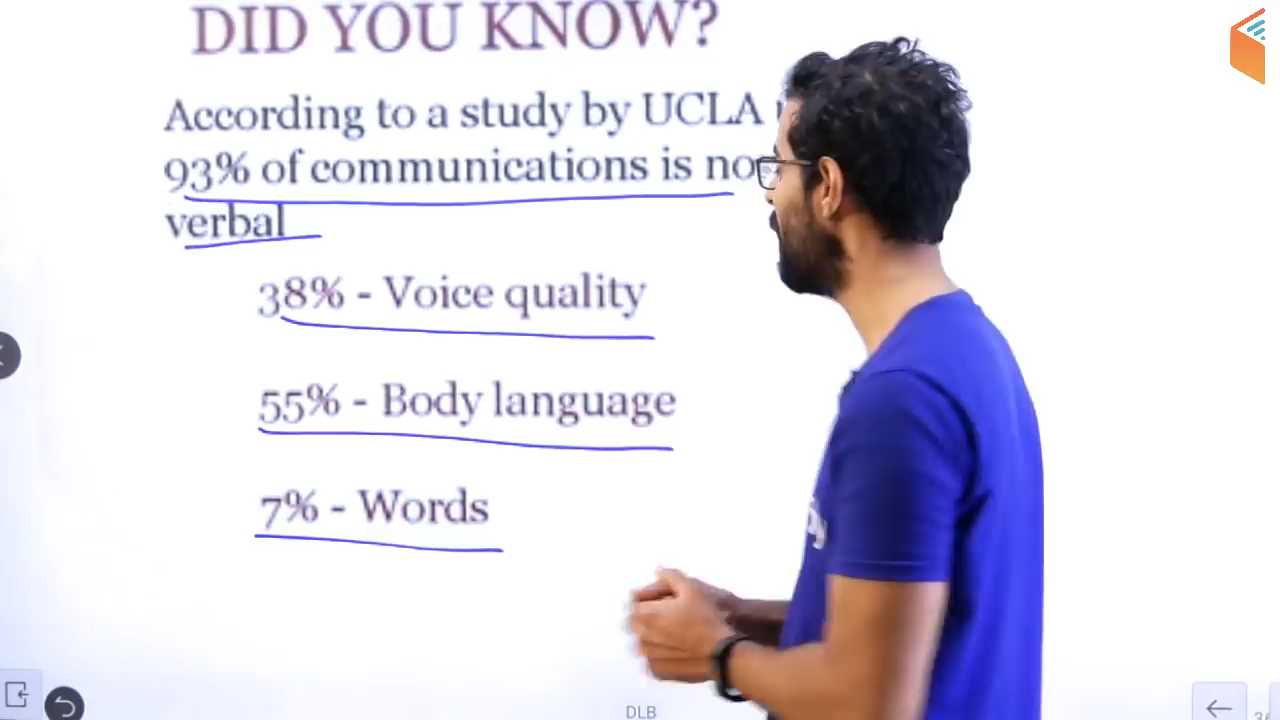 DID YOU KNOW?
According to a study by UCLA
93% of communications is no
verbal
38% - Voice quality
55% - Body language
7% - Words
DLB